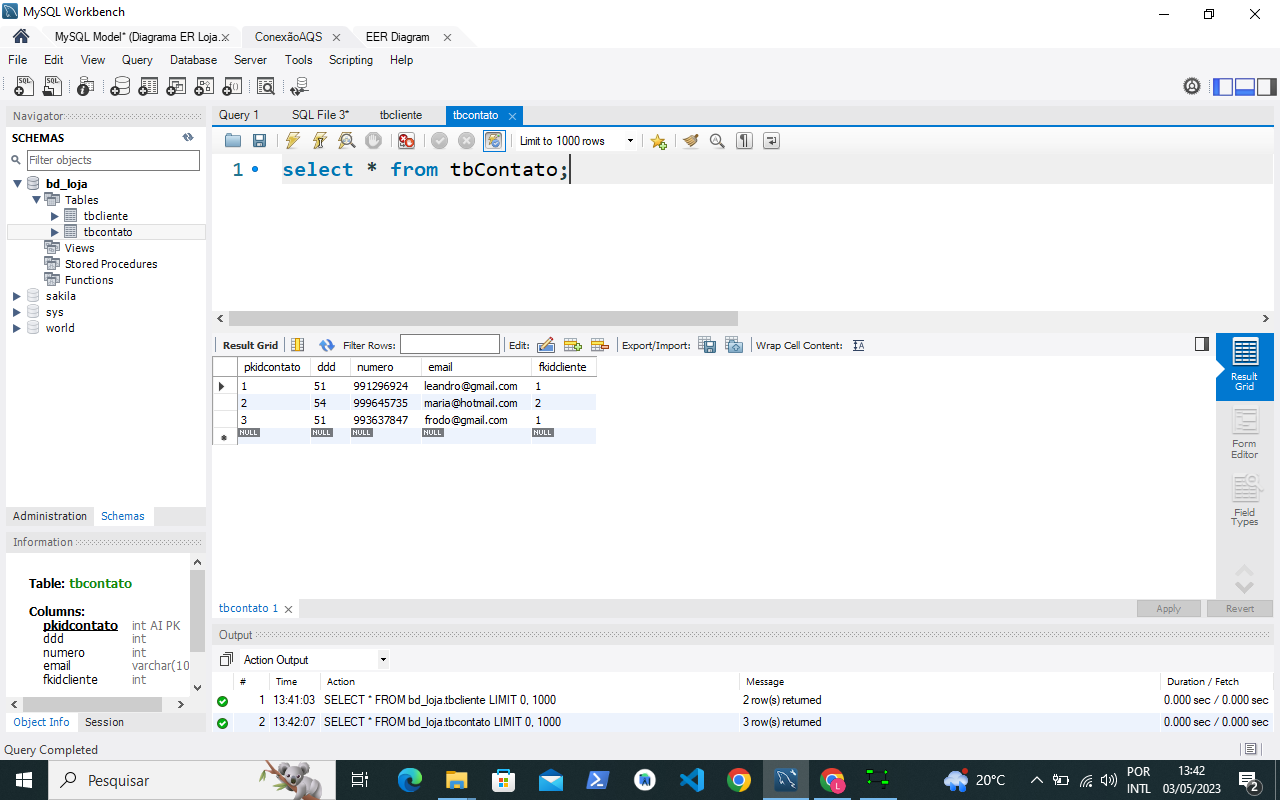 MySQL Workbench
MySQL Model* (Diagrama ER Loja.
ConexãoAQS
EER Diagram
File Edit View Query Database Server Tools Scripting Help
Navigator
SCHEMAS
Filter objects
bd_loja
Tables
tbcliente
tbcontato
Views
Stored Procedures
Functions
sakila
sys
world
Administration Schemas
Information
Table: tbcontato
Columns:
pkidcontato int AI PK
ddd int
numero int
email varchar(10
fkidcliente int
Object Info Session
Query 1 SQL File 3* tbcliente tbcontato
Limit to 1000 rows
1 select * from tbContato;
Result Grid Filter Rows: Edit: Export/Import: Wrap Cell Content:
pkidcontato ddd numero email fkidcliente
1 51 991296924 leandro@gmail.com 1
2 54 999645735 maria@hotmail.com 2
3 51 993637847 frodo@gmail.com 1
NULL NULL NULL NULL NULL
Result
Grid
Form
Editor
Field
Types
tbcontato 1
Apply Revert
Output
Action Output
# Time Action Message Duration / Fetch
1 13:41:03 SELECT * FROM bd_loja.tbcliente LIMIT 0, 1000 2 row(s) returned 0.000 sec / 0.000 sec
2 13:42:07 SELECT * FROM bd_loja.tbcontato LIMIT 0, 1000 3 row(s) returned 0.000 sec / 0.000 sec
Query Completed
Pesquisar
L
20°C
POR
INTL
13:42
03/05/2023
2